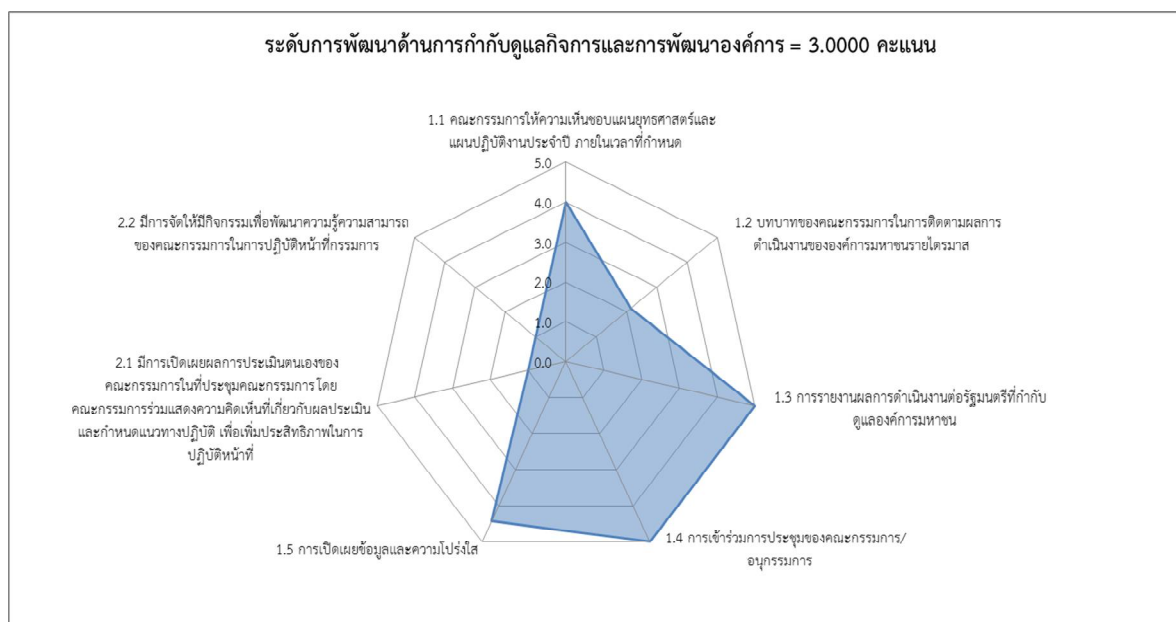 ระดับการพัฒนาด้านการกำกับดูแลกิจการและการพัฒนาองค์การ = 3.0000 คะแนน
1.1 คณะกรรมการให้ความเห็นชอบแผนยุทธศาสตร์และ
แผนปฏิบัติงานประจำปี ภายในเวลาที่กำหนด
5.0
4.0
3.0
2.0
1.0
0.0
1.2 บทบาทของคณะกรรมการในการติดตามผลการ
ดำเนินงานขององค์การมหาชนรายไตรมาส
1.3 การรายงานผลการดำเนินงานต่อรัฐมนตรีที่กำกับ
ดูแลองค์การมหาชน
1.4 การเข้าร่วมการประชุมของคณะกรรมการ/
อนุกรรมการ
1.5 การเปิดเผยข้อมูลและความโปร่งใส
2.1 มีการเปิดเผยผลการประเมินตนเองของ
คณะกรรมการในที่ประชุมคณะกรรมการ โดย
คณะกรรมการร่วมแสดงความคิดเห็นที่เกี่ยวกับผลประเมิน
และกำหนดแนวทางปฏิบัติ เพื่อเพิ่มประสิทธิภาพในการ
ปฏิบัติหน้าที่
2.2 มีการจัดให้มีกิจกรรมเพื่อพัฒนาความรู้ความสามารถ
ของคณะกรรมการในการปฏิบัติหน้าที่กรรมการ